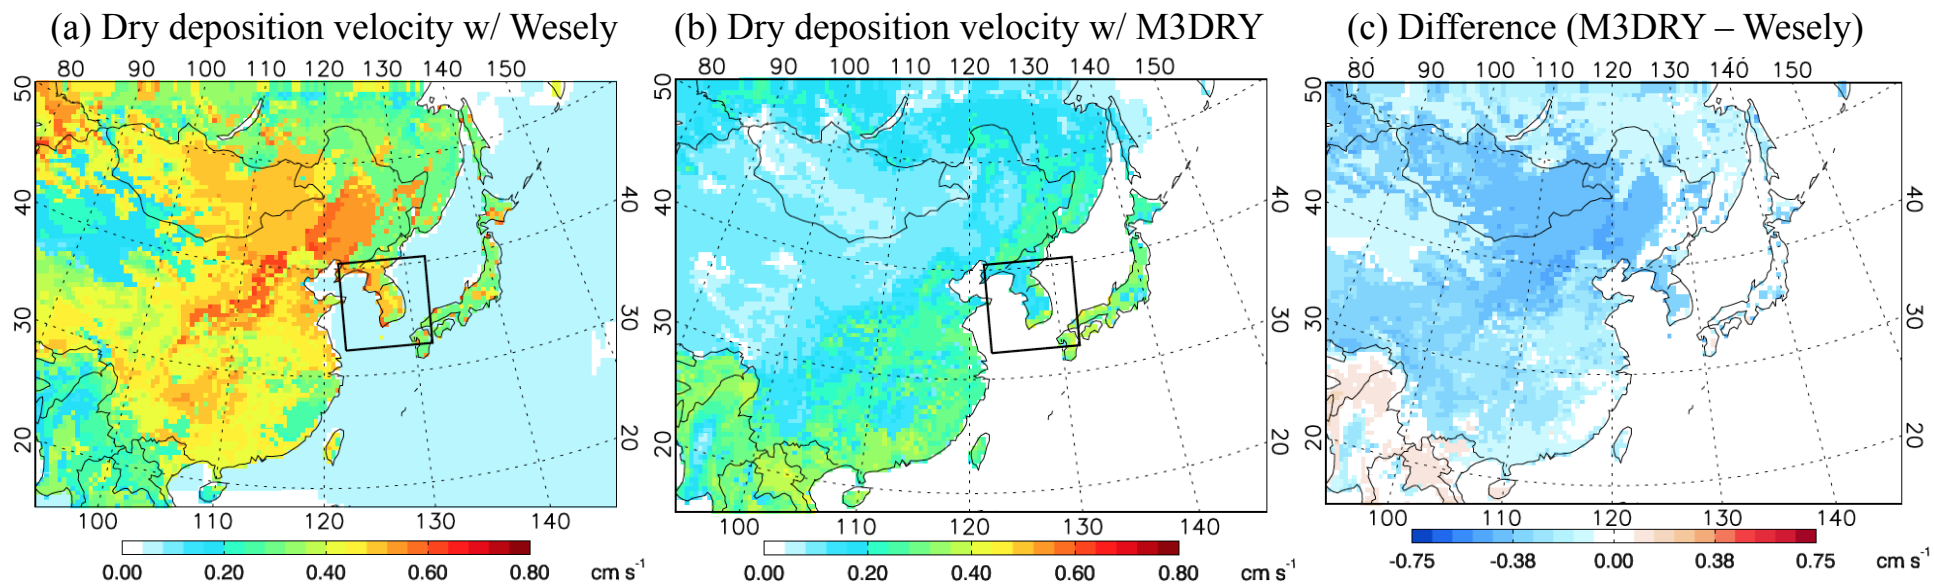 (a) Dry deposition velocity w/ Wesely
(b) Dry deposition velocity w/ M3DRY
(c) Difference (M3DRY – Wesely)
80 90 100 110 120 130 140 150
50
40
30
20
40
30
20
100 110 120 130 140
0.00 0.20 0.40 0.60 0.80 cm s⁻¹
80 90 100 110 120 130 140 150
50
40
30
20
40
30
20
100 110 120 130 140
0.00 0.20 0.40 0.60 0.80 cm s⁻¹
80 90 100 110 120 130 140 150
50
40
30
20
40
30
20
100 110 120 130 140
-0.75 -0.38 0.00 0.38 0.75 cm s⁻¹